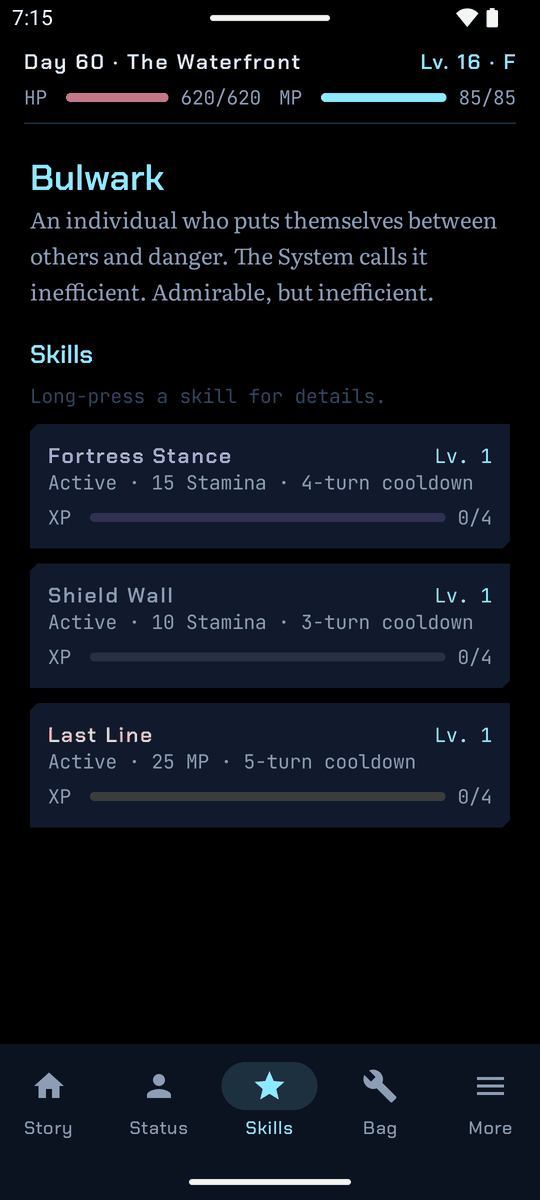 7:15
Day 60 · The Waterfront Lv. 16 · F
HP 620/620 MP 85/85
Bulwark
An individual who puts themselves between
others and danger. The System calls it
inefficient. Admirable, but inefficient.
Skills
Long-press a skill for details.
Fortress Stance Lv. 1
Active · 15 Stamina · 4-turn cooldown
XP 0/4
Shield Wall Lv. 1
Active · 10 Stamina · 3-turn cooldown
XP 0/4
Last Line Lv. 1
Active · 25 MP · 5-turn cooldown
XP 0/4
Story Status Skills Bag More